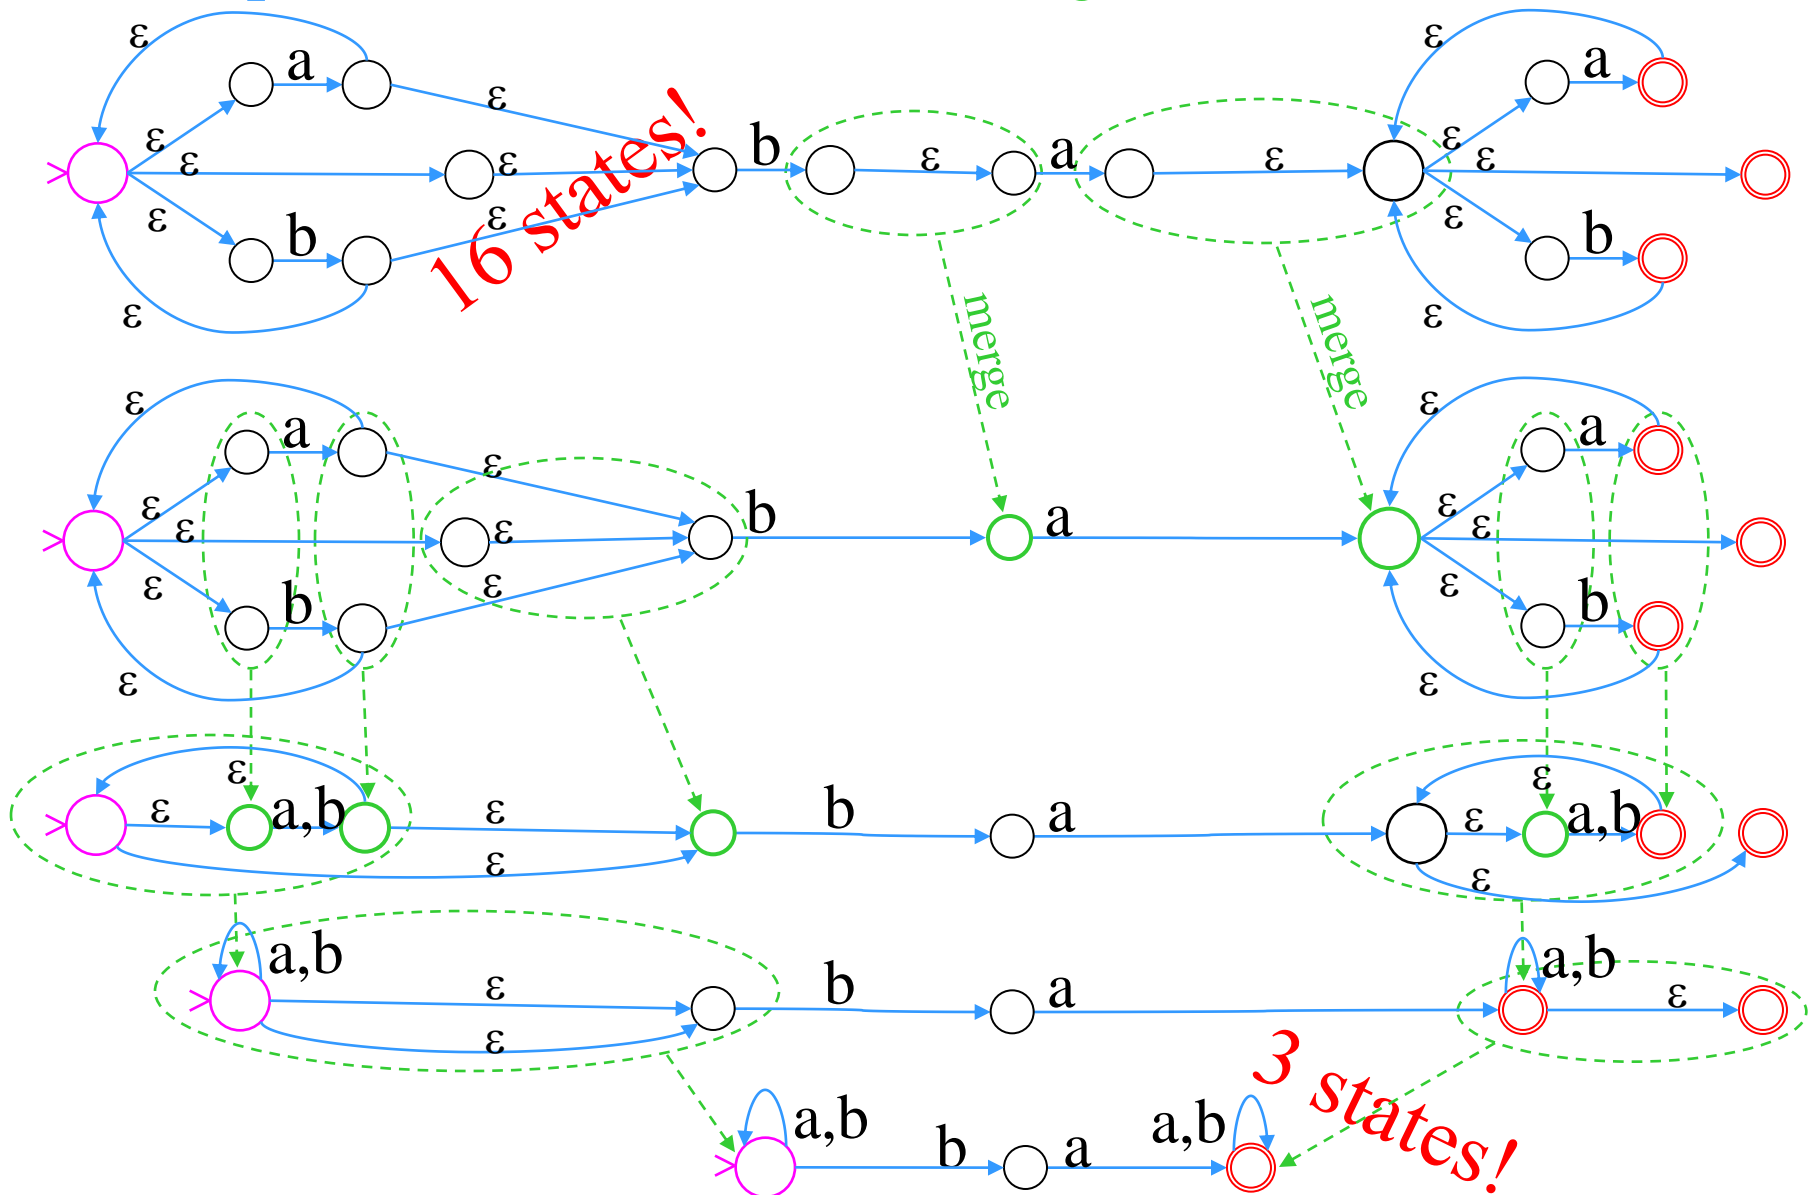 ε a ε b ε a ε ε a
ε ε ε ε ε
ε b ε ε b
ε 16 states! ε
merge merge
ε a ε b a ε a
ε ε ε ε ε
ε b ε ε b
ε ε
ε ε a,b ε b a ε ε a,b
ε ε
a,b ε b a a,b ε
ε
3 states!
a,b b a a,b